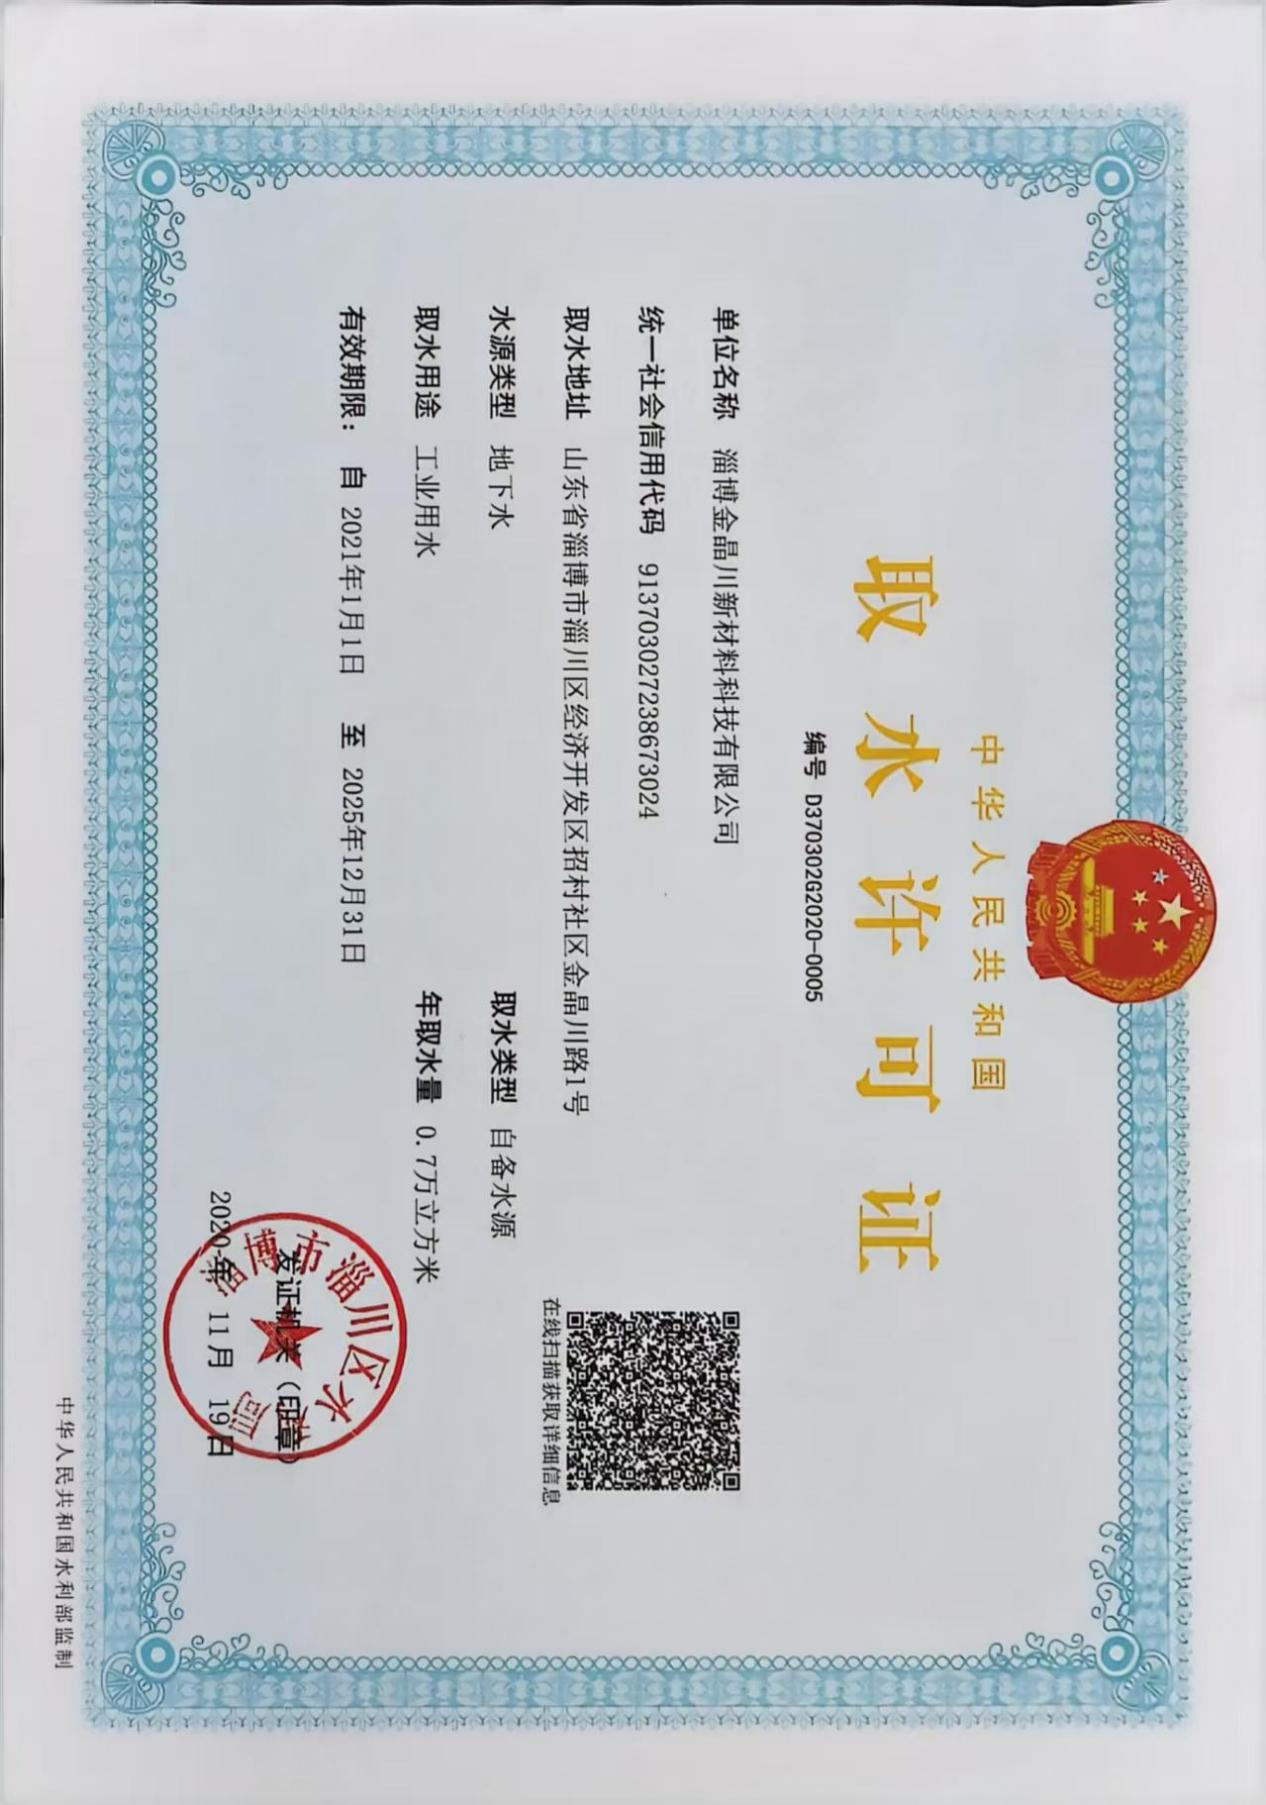 中华人民共和国
取水许可证
编号 D370302G2020-0005
单位名称 淄博金晶川新材料科技有限公司
统一社会信用代码 913703027238673024
取水地址 山东省淄博市淄川区经济开发区招村社区金晶川路1号
水源类型 地下水 取水类型 自备水源
取水用途 工业用水 年取水量 0.7万立方米
有效期限: 自 2021年1月1日 至 2025年12月31日
在线扫描获取详细信息
发证机关（印章）
淄博市淄川区水利局
2020年 11月 19日
中华人民共和国水利部监制